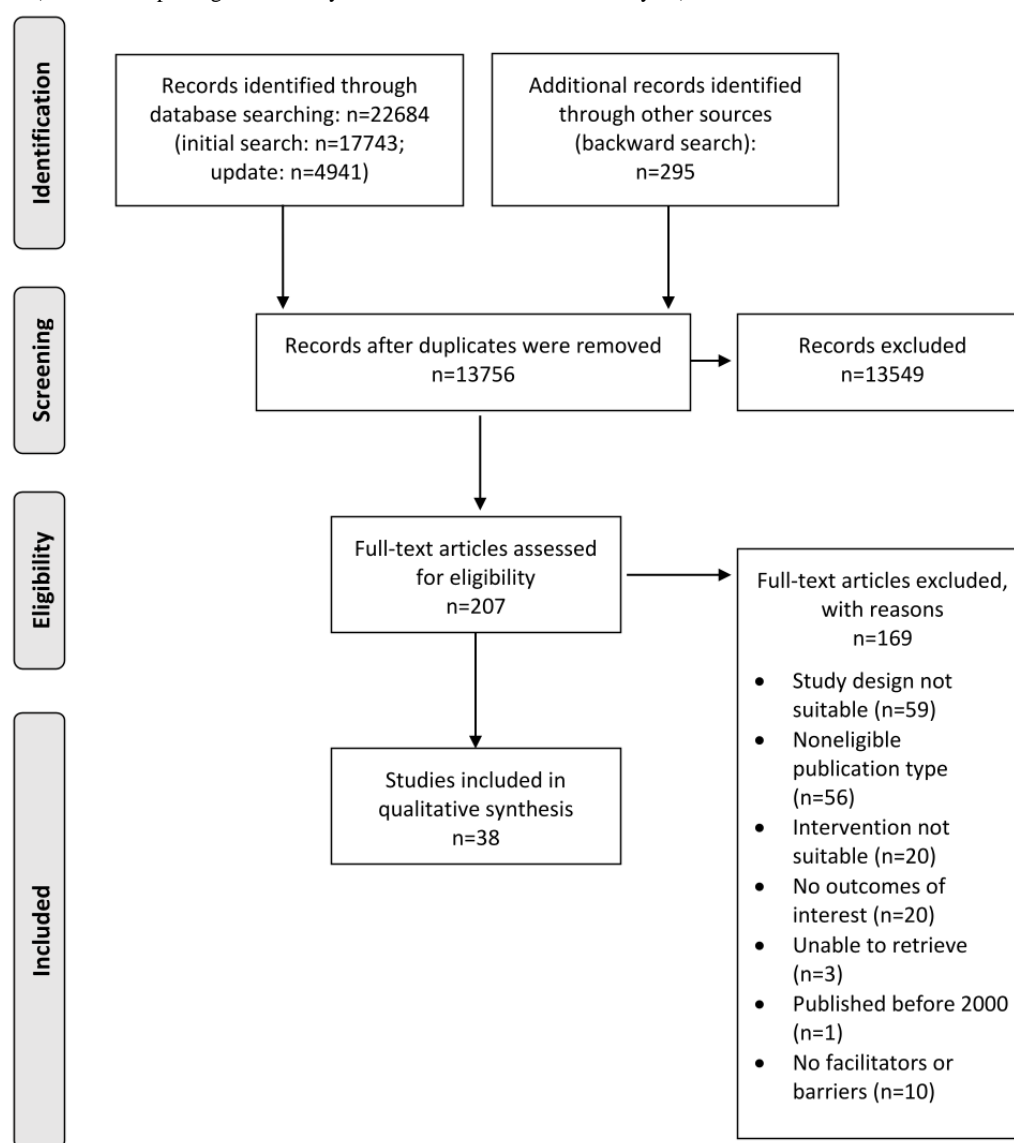 Identification
Records identified through
database searching: n=22684
(initial search: n=17743;
update: n=4941)
Additional records identified
through other sources
(backward search):
n=295
Screening
Records after duplicates were removed
n=13756
Records excluded
n=13549
Eligibility
Full-text articles assessed
for eligibility
n=207
Full-text articles excluded,
with reasons
n=169
• Study design not
suitable (n=59)
• Noneligible
publication type
(n=56)
• Intervention not
suitable (n=20)
• No outcomes of
interest (n=20)
• Unable to retrieve
(n=3)
• Published before 2000
(n=1)
• No facilitators or
barriers (n=10)
Included
Studies included in
qualitative synthesis
n=38